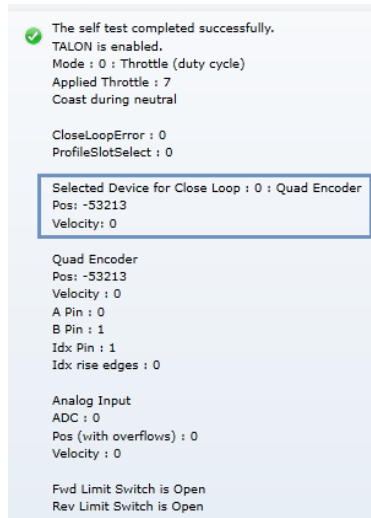 The self test completed successfully.
TALON is enabled.
Mode : 0 : Throttle (duty cycle)
Applied Throttle : 7
Coast during neutral
CloseLoopError : 0
ProfileSlotSelect : 0
Selected Device for Close Loop : 0 : Quad Encoder
Pos: -53213
Velocity: 0
Quad Encoder
Pos: -53213
Velocity : 0
A Pin : 0
B Pin : 1
Idx Pin : 1
Idx rise edges : 0
Analog Input
ADC : 0
Pos (with overflows) : 0
Velocity : 0
Fwd Limit Switch is Open
Rev Limit Switch is Open